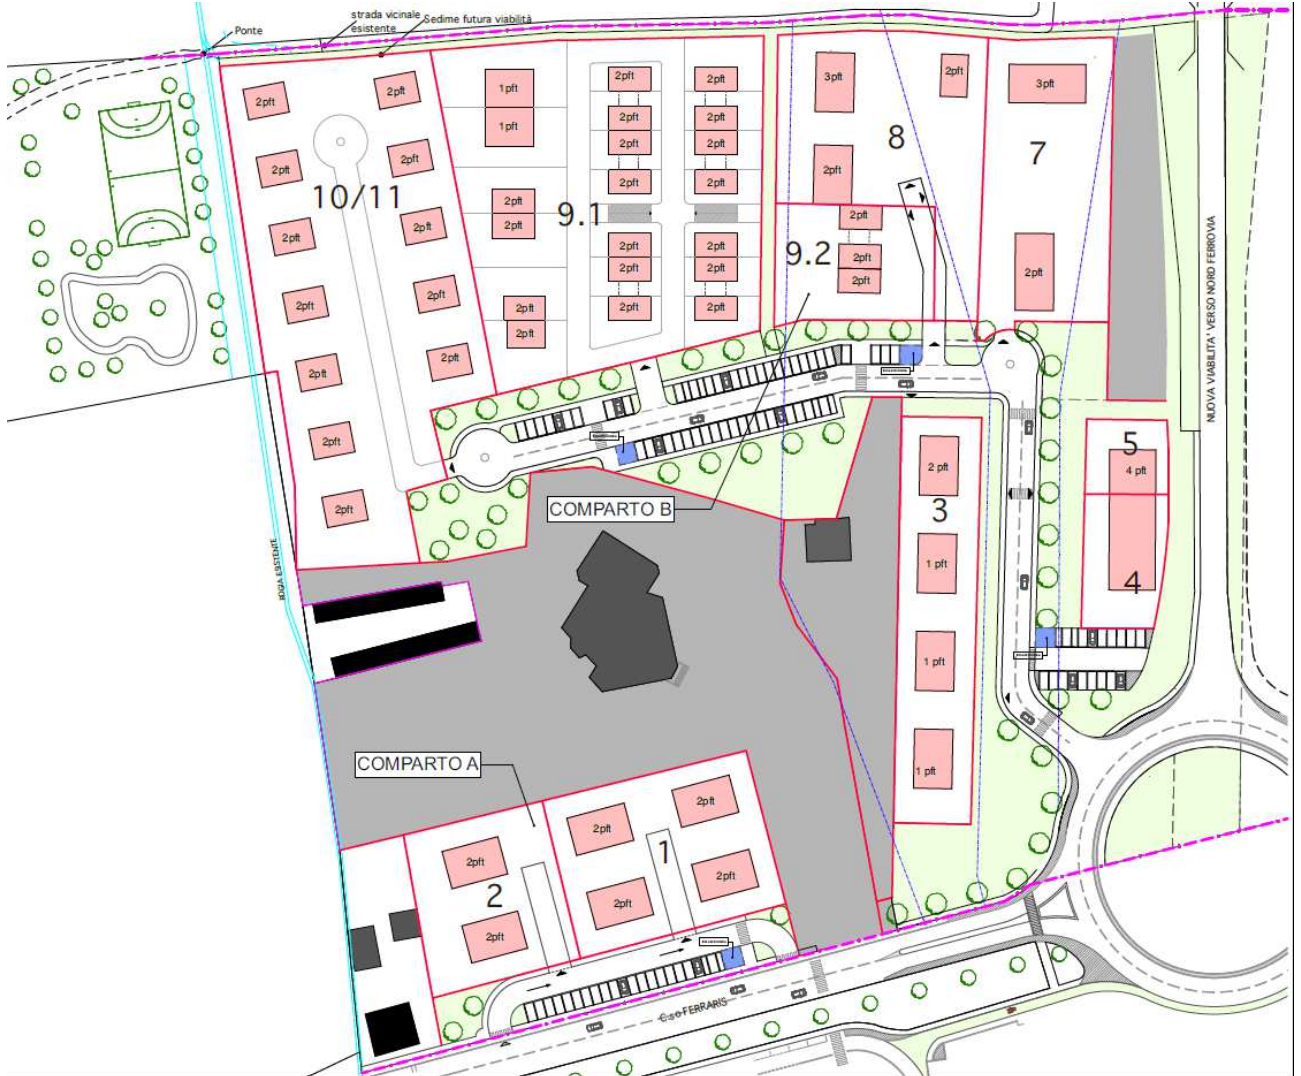 strada vicinale
esistente
Sedime futura viabilità
Ponte
2pft
2pft
2pft
2pft
2pft
2pft
2pft
2pft
2pft
2pft
2pft
2pft
2pft
10/11
1pft
1pft
2pft
2pft
2pft
2pft
9.1
2pft
2pft
2pft
2pft
2pft
2pft
2pft
2pft
2pft
2pft
2pft
2pft
2pft
2pft
3pft
2pft
8
2pft
2pft
9.2
2pft
2pft
3pft
7
2pft
NUOVA VIABILITA' VERSO NORD FERROVIA
COMPARTO B
2 pft
3
1 pft
1 pft
1 pft
5
4 pft
4
ROGIA ESISTENTE
COMPARTO A
2pft
2pft
2
2pft
2pft
1
2pft
2pft
C.so FERRARIS